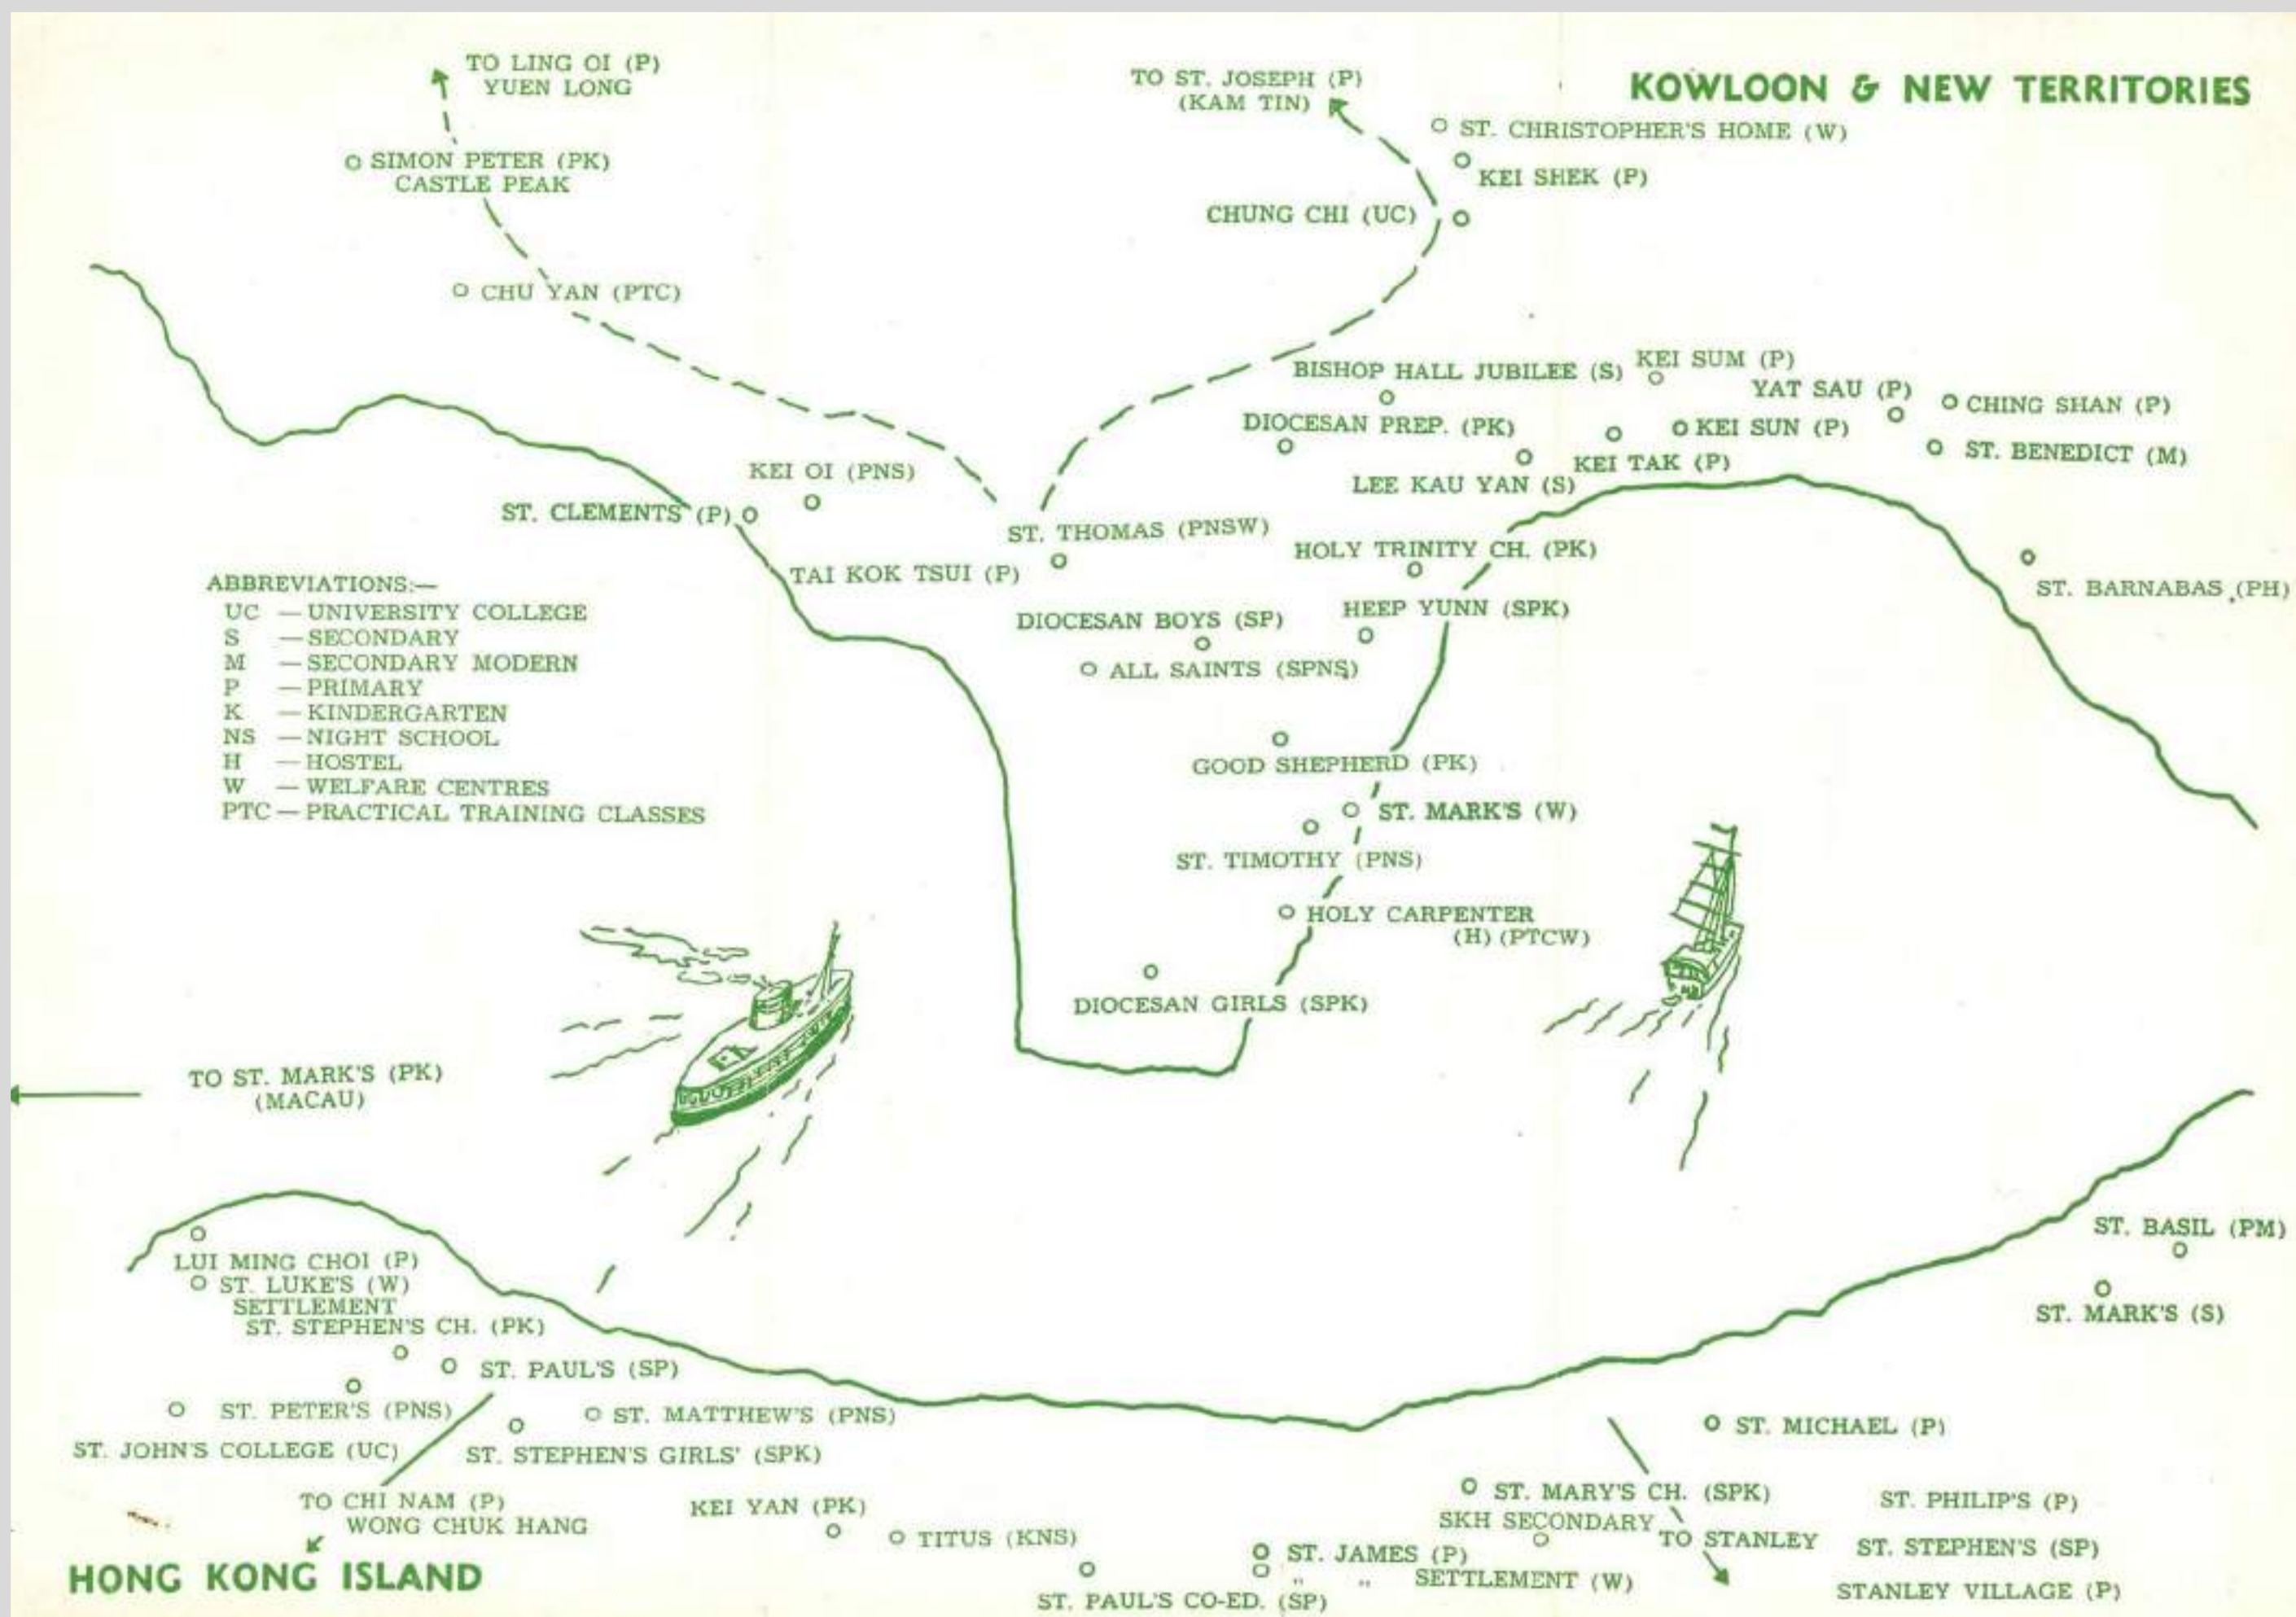 TO LING OI (P)
YUEN LONG
TO ST. JOSEPH (P)
(KAM TIN)
KOWLOON & NEW TERRITORIES
ST. CHRISTOPHER'S HOME (W)
SIMON PETER (PK)
CASTLE PEAK
KEI SHEK (P)
CHUNG CHI (UC)
CHU YAN (PTC)
BISHOP HALL JUBILEE (S)
KEI SUM (P)
YAT SAU (P)
CHING SHAN (P)
DIOCESAN PREP. (PK)
KEI SUN (P)
ST. BENEDICT (M)
KEI TAK (P)
LEE KAU YAN (S)
KEI OI (PNS)
ST. CLEMENTS (P)
ST. THOMAS (PNSW)
HOLY TRINITY CH. (PK)
TAI KOK TSUI (P)
ST. BARNABAS (PH)
DIOCESAN BOYS (SP)
HEEP YUNN (SPK)
ALL SAINTS (SPNS)
ABBREVIATIONS:—
UC — UNIVERSITY COLLEGE
S — SECONDARY
M — SECONDARY MODERN
P — PRIMARY
K — KINDERGARTEN
NS — NIGHT SCHOOL
H — HOSTEL
W — WELFARE CENTRES
PTC — PRACTICAL TRAINING CLASSES
GOOD SHEPHERD (PK)
ST. MARK'S (W)
ST. TIMOTHY (PNS)
HOLY CARPENTER
(H) (PTCW)
DIOCESAN GIRLS (SPK)
TO ST. MARK'S (PK)
(MACAU)
LUI MING CHOI (P)
ST. LUKE'S (W)
SETTLEMENT
ST. STEPHEN'S CH. (PK)
ST. PAUL'S (SP)
ST. PETER'S (PNS)
ST. MATTHEW'S (PNS)
ST. JOHN'S COLLEGE (UC)
ST. STEPHEN'S GIRLS' (SPK)
TO CHI NAM (P)
WONG CHUK HANG
HONG KONG ISLAND
KEI YAN (PK)
TITUS (KNS)
ST. PAUL'S CO-ED. (SP)
ST. JAMES (P)
" " SETTLEMENT (W)
ST. BASIL (PM)
ST. MARK'S (S)
ST. MICHAEL (P)
ST. MARY'S CH. (SPK)
SKH SECONDARY
TO STANLEY
ST. PHILIP'S (P)
ST. STEPHEN'S (SP)
STANLEY VILLAGE (P)